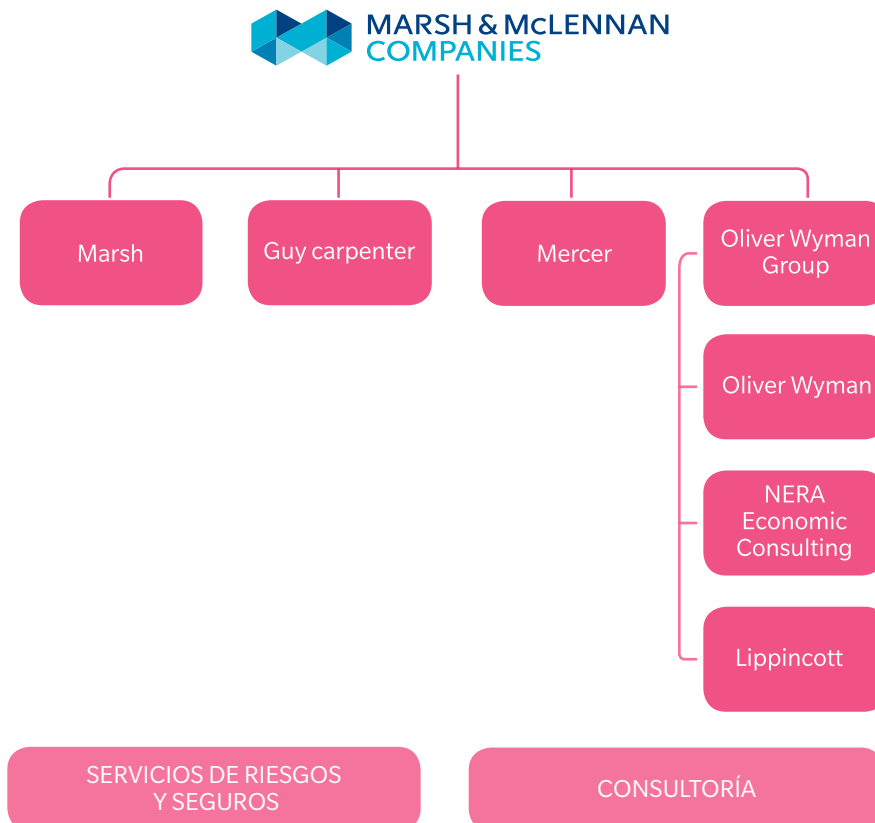 MARSH & McLENNAN
COMPANIES
Marsh
Guy carpenter
Mercer
Oliver Wyman
Group
Oliver Wyman
NERA
Economic
Consulting
Lippincott
SERVICIOS DE RIESGOS
Y SEGUROS
CONSULTORÍA